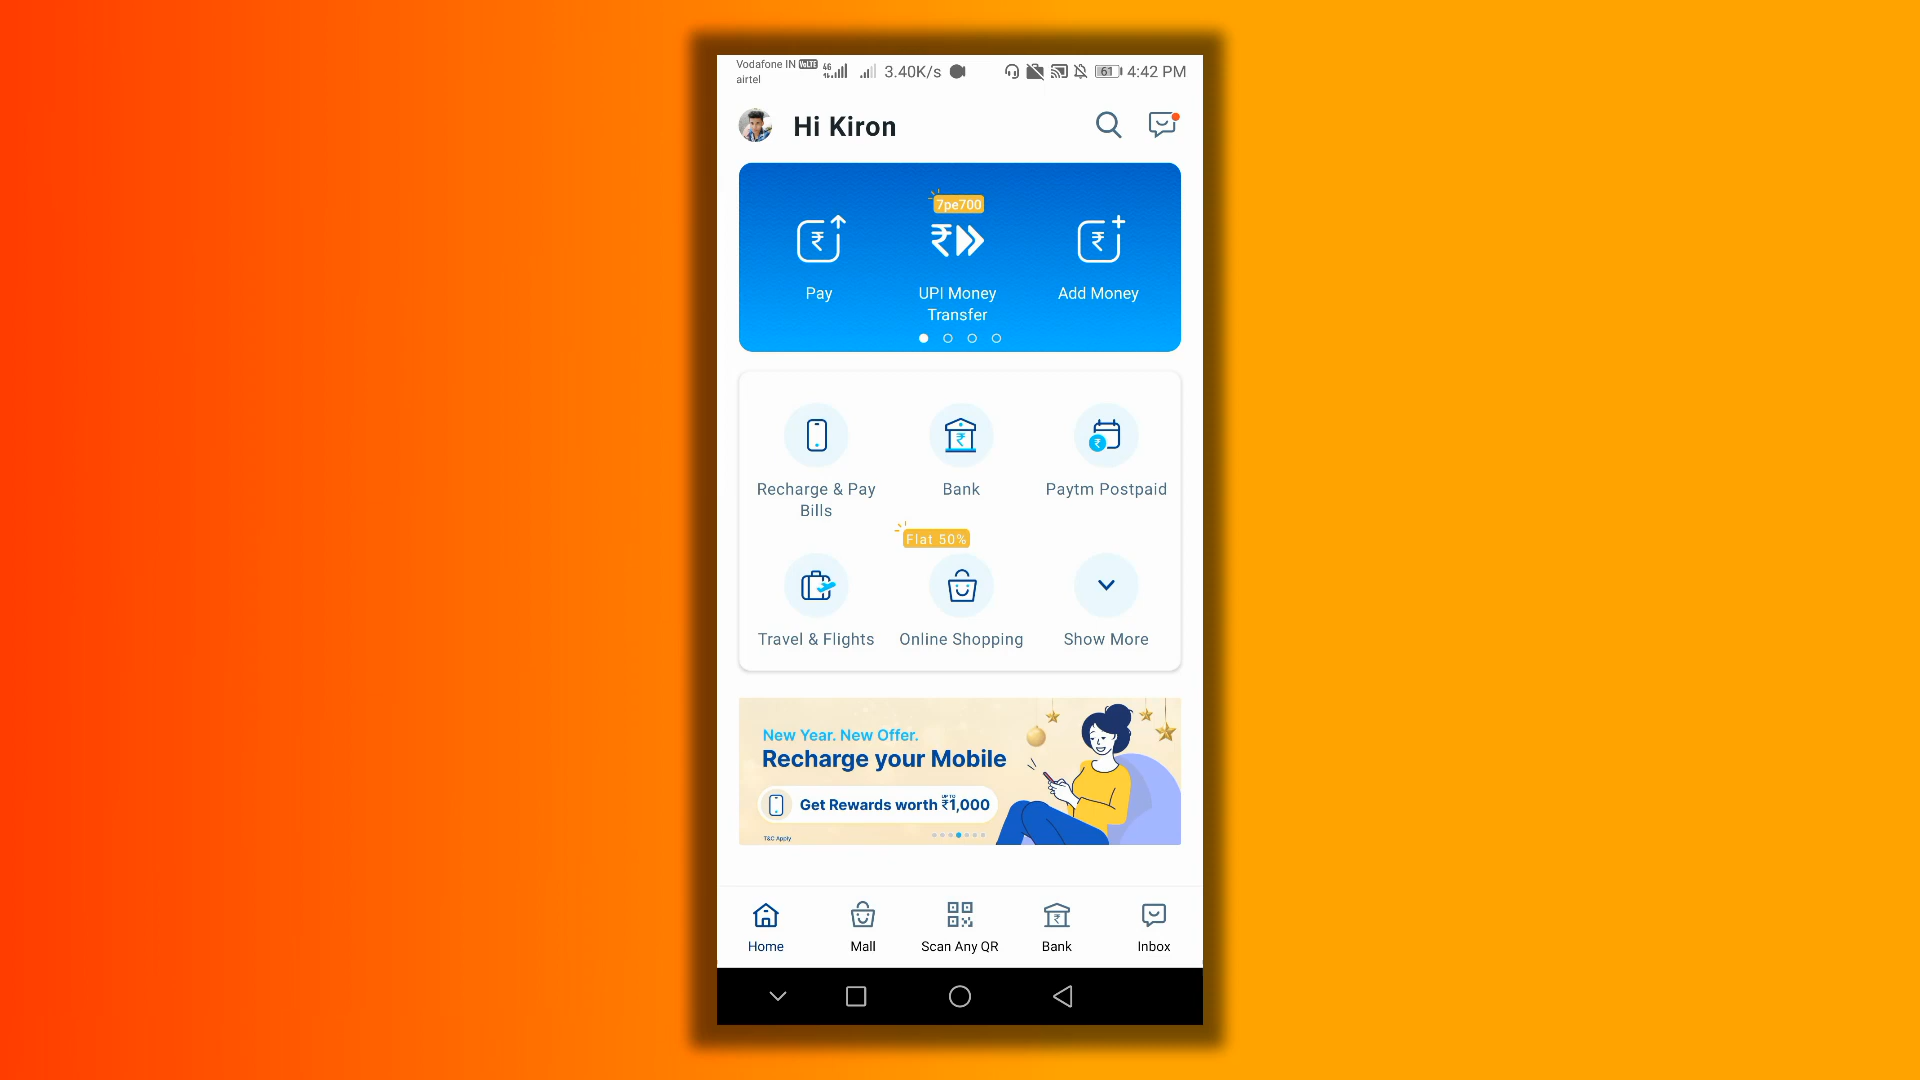 Vodafone IN VoLTE 4G 3.40K/s 61 4:42 PM
airtel
Hi Kiron
7pe700
Pay
UPI Money
Transfer
Add Money
Recharge & Pay
Bills
Bank
Paytm Postpaid
Flat 50%
Travel & Flights
Online Shopping
Show More
New Year. New Offer.
Recharge your Mobile
Get Rewards worth UPTO ₹1,000
T&C Apply
Home
Mall
Scan Any QR
Bank
Inbox